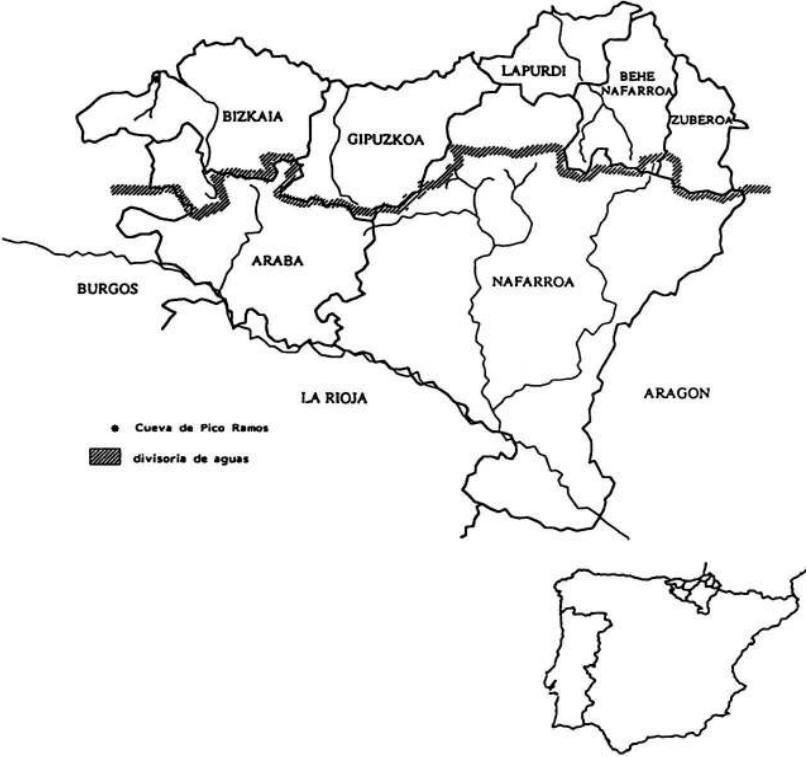 LAPURDI
BEHE
NAFARROA
ZUBEROA
BIZKAIA
GIPUZKOA
ARABA
NAFARROA
BURGOS
LA RIOJA
ARAGON
Cueva de Pico Ramos
divisoria de aguas